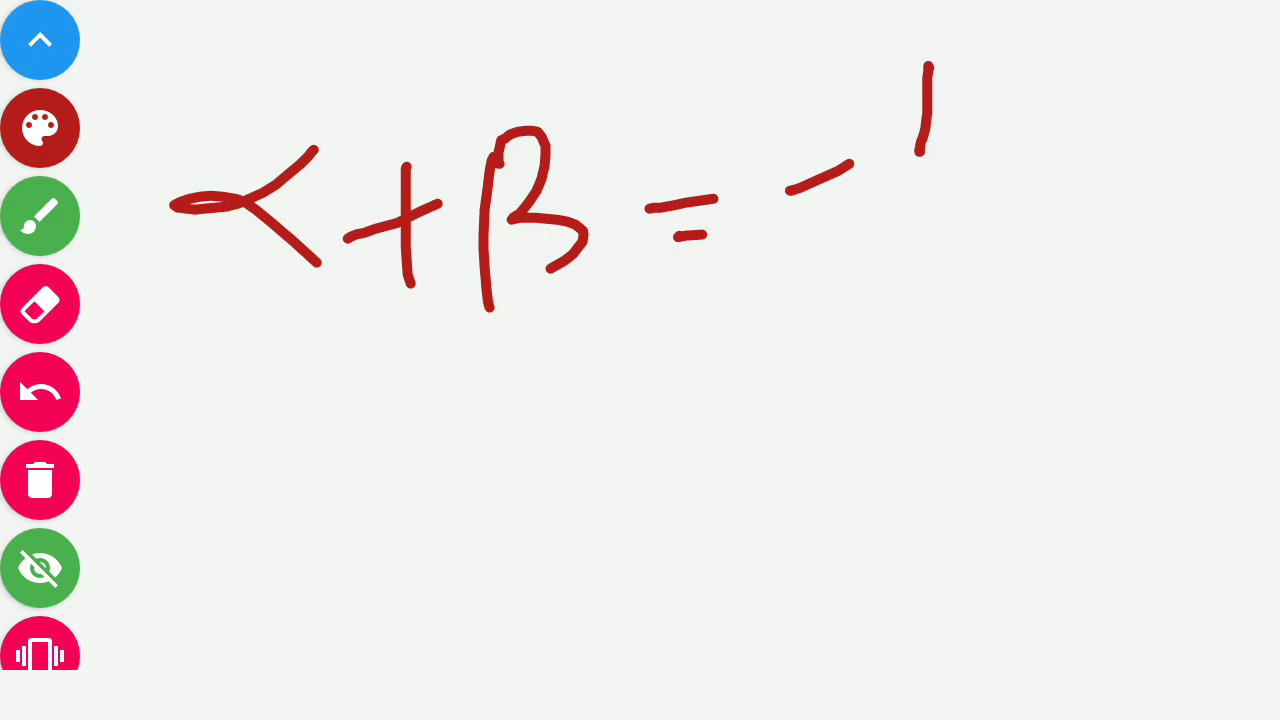 α + β = - 1